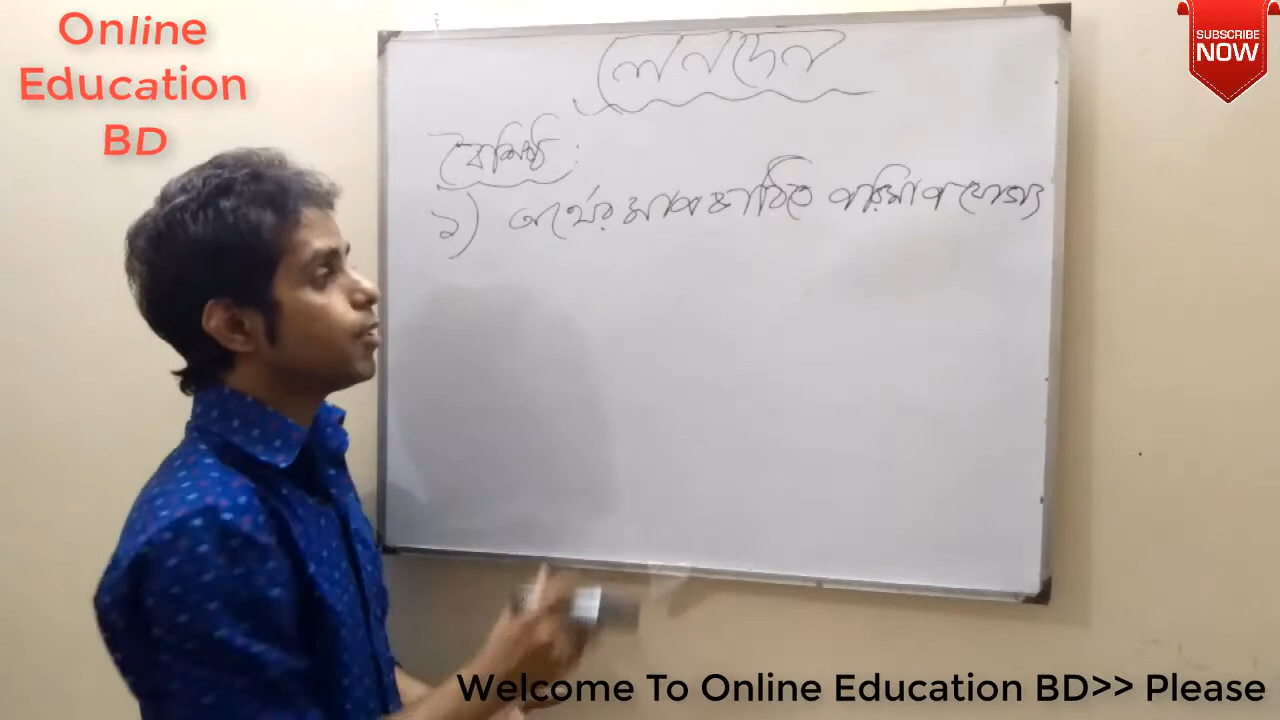 Online
Education
BD
SUBSCRIBE
NOW
লেনদেন
বৈশিষ্ট্য :
১) অর্থের মাপকাঠিতে পরিমাপযোগ্য
Welcome To Online Education BD>> Please